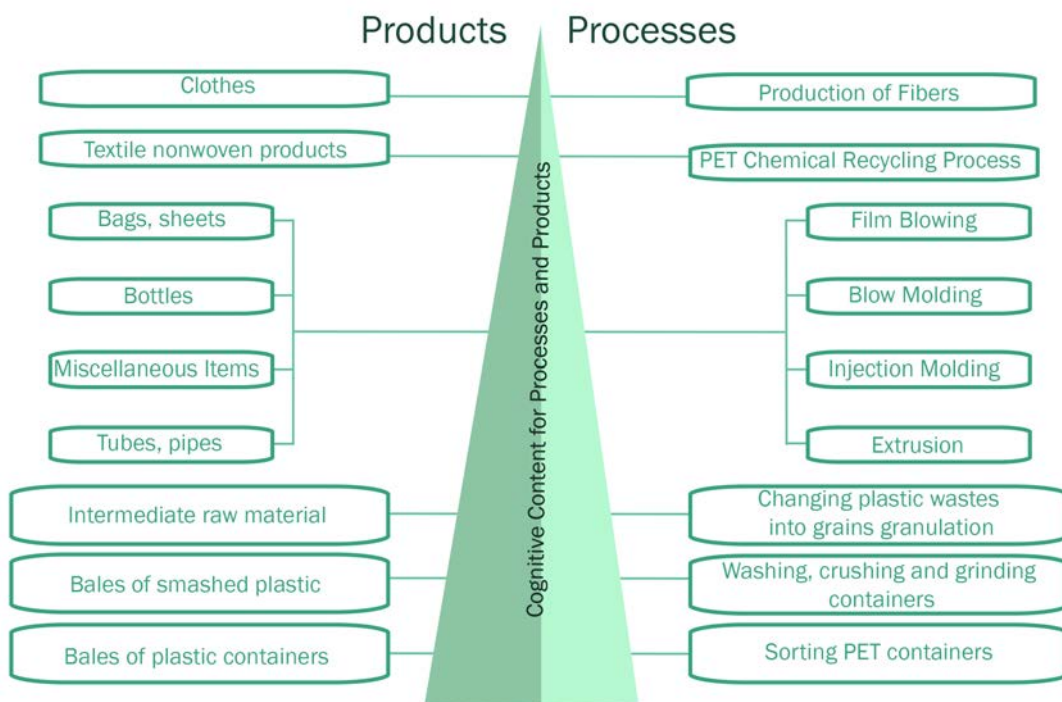 Products
Processes
Clothes
Production of Fibers
Textile nonwoven products
PET Chemical Recycling Process
Bags, sheets
Film Blowing
Bottles
Blow Molding
Miscellaneous Items
Injection Molding
Tubes, pipes
Extrusion
Intermediate raw material
Changing plastic wastes
into grains granulation
Bales of smashed plastic
Washing, crushing and grinding
containers
Bales of plastic containers
Sorting PET containers
Cognitive Content for Processes and Products